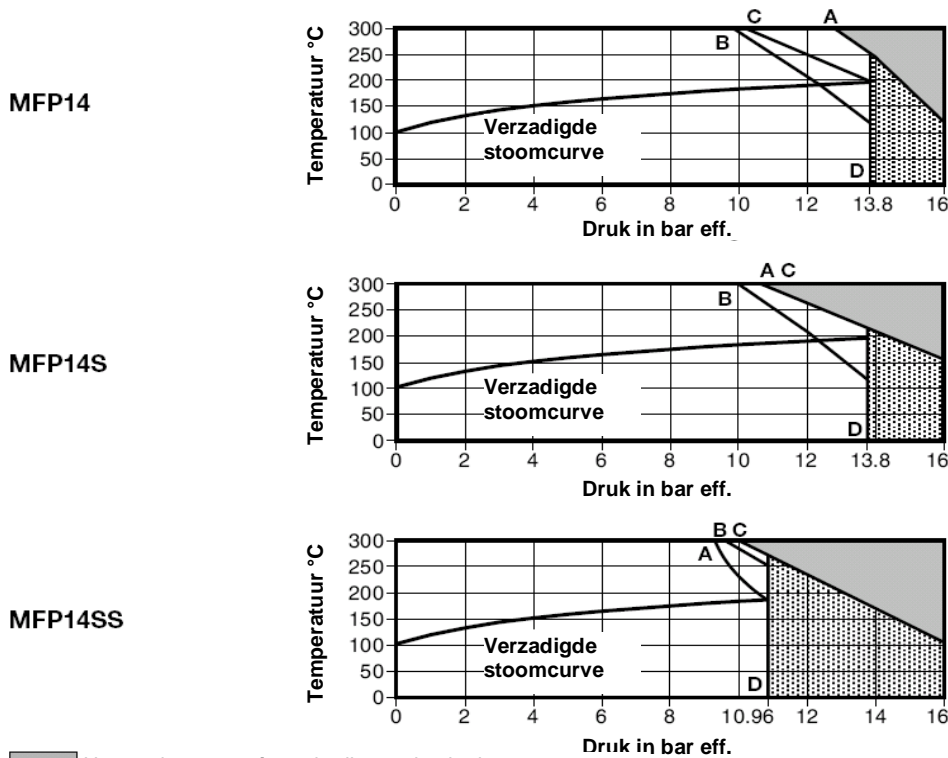 MFP14
C A
B
Temperatuur °C
300
250
200
150
100
50
0
Verzadigde
stoomcurve
D
0 2 4 6 8 10 12 13.8 16
Druk in bar eff.
MFP14S
A C
B
Temperatuur °C
300
250
200
150
100
50
0
Verzadigde
stoomcurve
D
0 2 4 6 8 10 12 13.8 16
Druk in bar eff.
MFP14SS
B C
A
Temperatuur °C
300
250
200
150
100
50
0
Verzadigde
stoomcurve
D
0 2 4 6 8 10.96 12 14 16
Druk in bar eff.